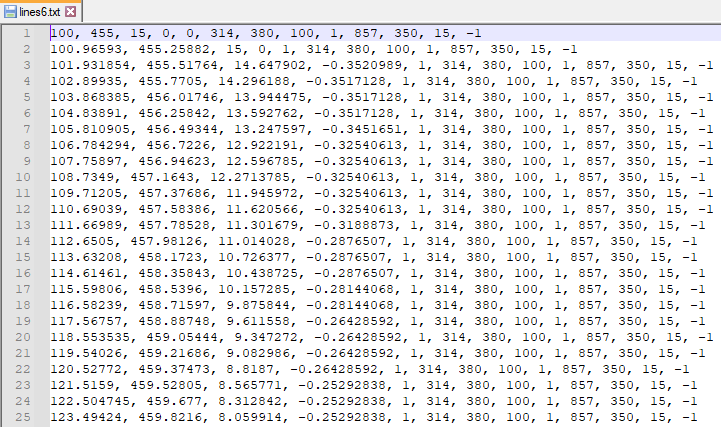 lines6.txt
1 100, 455, 15, 0, 0, 314, 380, 100, 1, 857, 350, 15, -1
2 100.96593, 455.25882, 15, 0, 1, 314, 380, 100, 1, 857, 350, 15, -1
3 101.931854, 455.51764, 14.647902, -0.3520989, 1, 314, 380, 100, 1, 857, 350, 15, -1
4 102.89935, 455.7705, 14.296188, -0.3517128, 1, 314, 380, 100, 1, 857, 350, 15, -1
5 103.868385, 456.01746, 13.944475, -0.3517128, 1, 314, 380, 100, 1, 857, 350, 15, -1
6 104.83891, 456.25842, 13.592762, -0.3517128, 1, 314, 380, 100, 1, 857, 350, 15, -1
7 105.810905, 456.49344, 13.247597, -0.3451651, 1, 314, 380, 100, 1, 857, 350, 15, -1
8 106.784294, 456.7226, 12.922191, -0.32540613, 1, 314, 380, 100, 1, 857, 350, 15, -1
9 107.75897, 456.94623, 12.596785, -0.32540613, 1, 314, 380, 100, 1, 857, 350, 15, -1
10 108.7349, 457.1643, 12.2713785, -0.32540613, 1, 314, 380, 100, 1, 857, 350, 15, -1
11 109.71205, 457.37686, 11.945972, -0.32540613, 1, 314, 380, 100, 1, 857, 350, 15, -1
12 110.69039, 457.58386, 11.620566, -0.32540613, 1, 314, 380, 100, 1, 857, 350, 15, -1
13 111.66989, 457.78528, 11.301679, -0.3188873, 1, 314, 380, 100, 1, 857, 350, 15, -1
14 112.6505, 457.98126, 11.014028, -0.2876507, 1, 314, 380, 100, 1, 857, 350, 15, -1
15 113.63208, 458.1723, 10.726377, -0.2876507, 1, 314, 380, 100, 1, 857, 350, 15, -1
16 114.61461, 458.35843, 10.438725, -0.2876507, 1, 314, 380, 100, 1, 857, 350, 15, -1
17 115.59806, 458.5396, 10.157285, -0.28144068, 1, 314, 380, 100, 1, 857, 350, 15, -1
18 116.58239, 458.71597, 9.875844, -0.28144068, 1, 314, 380, 100, 1, 857, 350, 15, -1
19 117.56757, 458.88748, 9.611558, -0.26428592, 1, 314, 380, 100, 1, 857, 350, 15, -1
20 118.553535, 459.05444, 9.347272, -0.26428592, 1, 314, 380, 100, 1, 857, 350, 15, -1
21 119.54026, 459.21686, 9.082986, -0.26428592, 1, 314, 380, 100, 1, 857, 350, 15, -1
22 120.52772, 459.37473, 8.8187, -0.26428592, 1, 314, 380, 100, 1, 857, 350, 15, -1
23 121.5159, 459.52805, 8.565771, -0.25292838, 1, 314, 380, 100, 1, 857, 350, 15, -1
24 122.504745, 459.677, 8.312842, -0.25292838, 1, 314, 380, 100, 1, 857, 350, 15, -1
25 123.49424, 459.8216, 8.059914, -0.25292838, 1, 314, 380, 100, 1, 857, 350, 15, -1